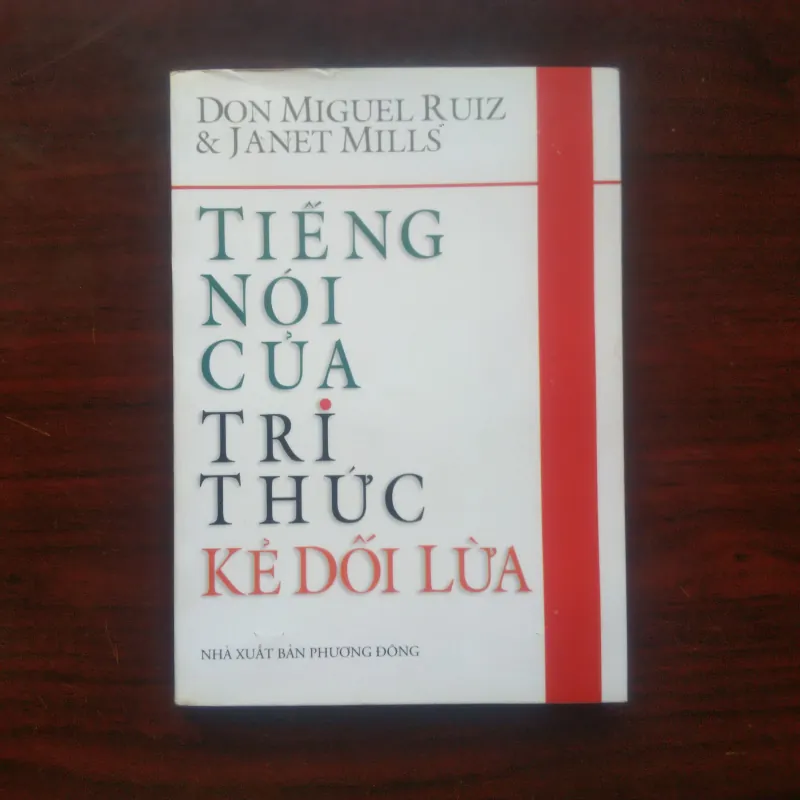 DON MIGUEL RUIZ
& JANET MILLS
TIẾNG
NÓI
CỦA
TRI
THỨC
KẺ DỐI LỪA
NHÀ XUẤT BẢN PHƯƠNG ĐÔNG